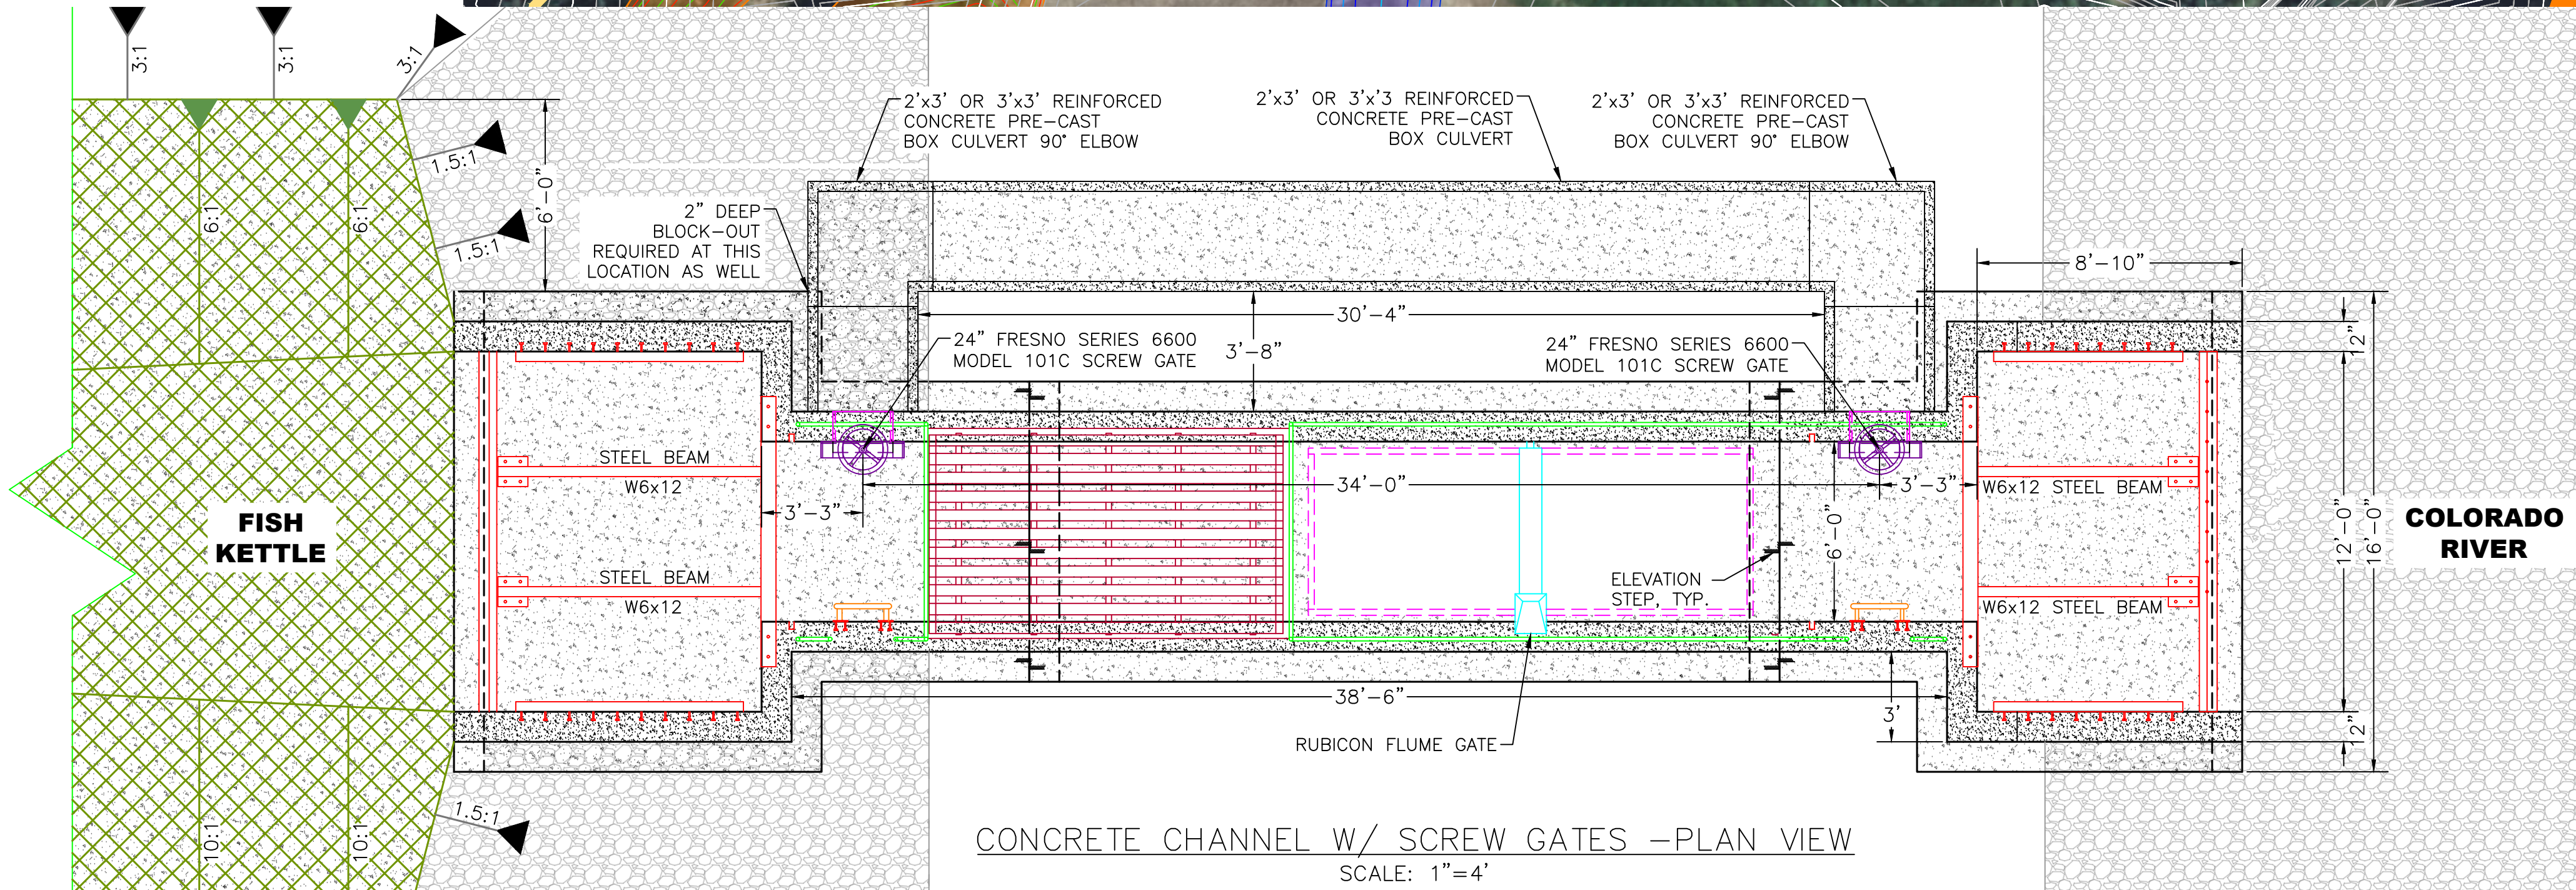 3:1
3:1
3:1
1.5:1
1.5:1
6:1
6:1
6'-0"
2'x3' OR 3'x3' REINFORCED
CONCRETE PRE-CAST
BOX CULVERT 90° ELBOW
2'x3' OR 3'x'3 REINFORCED
CONCRETE PRE-CAST
BOX CULVERT
2'x3' OR 3'x3' REINFORCED
CONCRETE PRE-CAST
BOX CULVERT 90° ELBOW
2" DEEP
BLOCK-OUT
REQUIRED AT THIS
LOCATION AS WELL
8'-10"
30'-4"
3'-8"
24" FRESNO SERIES 6600
MODEL 101C SCREW GATE
24" FRESNO SERIES 6600
MODEL 101C SCREW GATE
12"
STEEL BEAM
W6x12
34'-0"
3'-3"
3'-3"
W6x12 STEEL BEAM
FISH
KETTLE
6'-0"
12'-0"
16'-0"
COLORADO
RIVER
STEEL BEAM
W6x12
ELEVATION
STEP, TYP.
W6x12 STEEL BEAM
38'-6"
3'
12"
RUBICON FLUME GATE
1.5:1
10:1
10:1
CONCRETE CHANNEL W/ SCREW GATES -PLAN VIEW
SCALE: 1"=4'